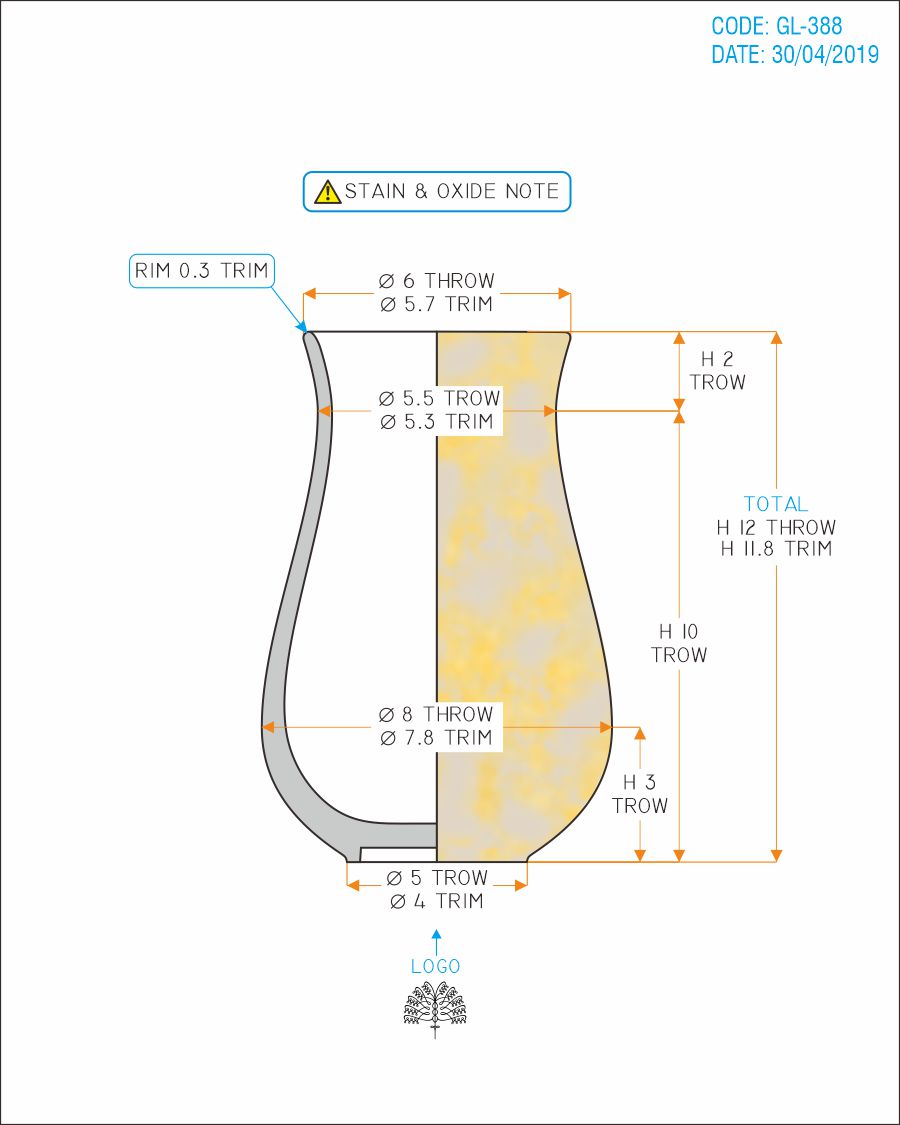 CODE: GL-388
DATE: 30/04/2019
STAIN & OXIDE NOTE
RIM 0.3 TRIM
Ø 6 THROW
Ø 5.7 TRIM
H 2
TROW
Ø 5.5 TROW
Ø 5.3 TRIM
TOTAL
H 12 THROW
H 11.8 TRIM
H 10
TROW
Ø 8 THROW
Ø 7.8 TRIM
H 3
TROW
Ø 5 TROW
Ø 4 TRIM
LOGO